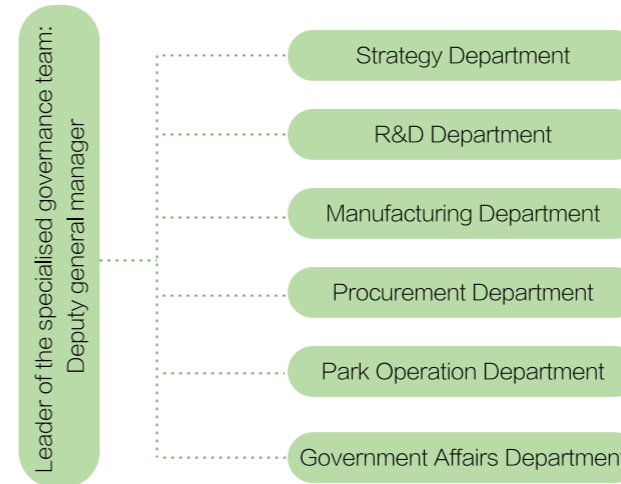 Leader of the specialised governance team:
Deputy general manager
Strategy Department
R&D Department
Manufacturing Department
Procurement Department
Park Operation Department
Government Affairs Department